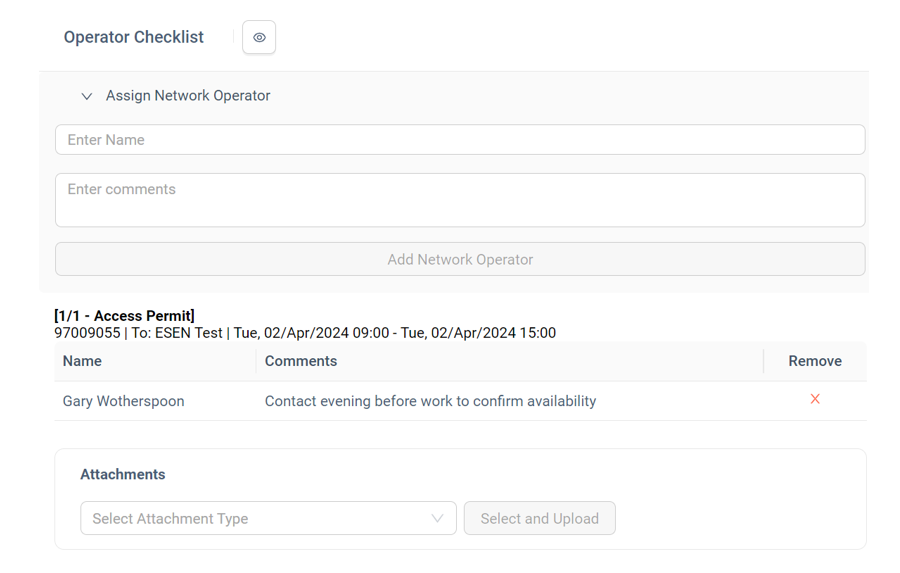 Operator Checklist
Assign Network Operator
Enter Name
Enter comments
Add Network Operator
[1/1 - Access Permit]
97009055 | To: ESEN Test | Tue, 02/Apr/2024 09:00 - Tue, 02/Apr/2024 15:00
Name Comments Remove
Gary Wotherspoon Contact evening before work to confirm availability
Attachments
Select Attachment Type Select and Upload